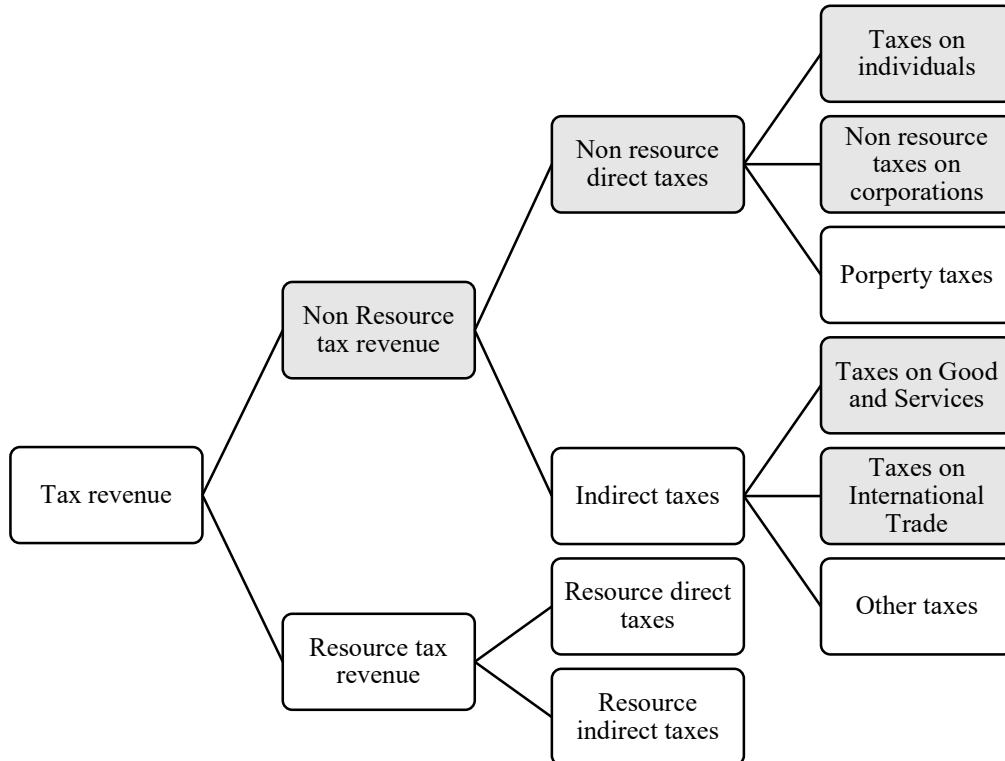 Taxes on
individuals
Non resource
direct taxes
Non resource
taxes on
corporations
Porperty taxes
Non Resource
tax revenue
Taxes on Good
and Services
Tax revenue
Indirect taxes
Taxes on
International
Trade
Resource direct
taxes
Other taxes
Resource tax
revenue
Resource
indirect taxes